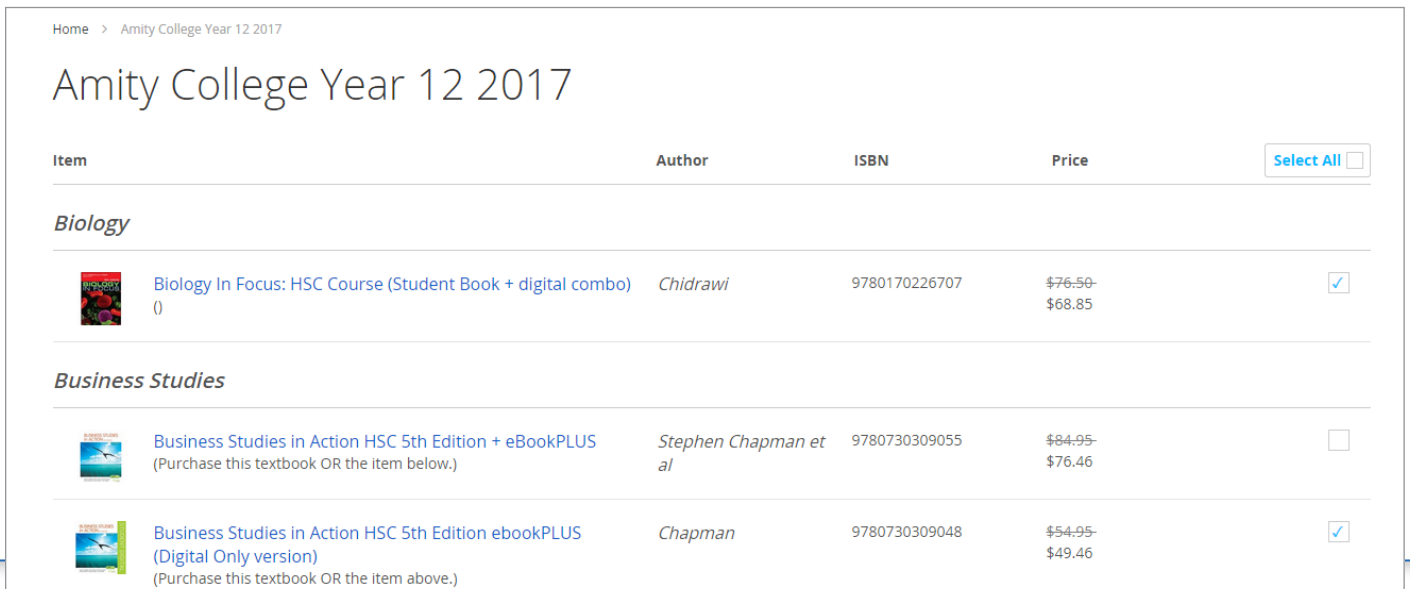 Home > Amity College Year 12 2017
Amity College Year 12 2017
Item Author ISBN Price Select All
Biology
Biology In Focus: HSC Course (Student Book + digital combo) Chidrawi 9780170226707 $76.50
() $68.85
Business Studies
Business Studies in Action HSC 5th Edition + eBookPLUS Stephen Chapman et 9780730309055 $84.95
(Purchase this textbook OR the item below.) al $76.46
Business Studies in Action HSC 5th Edition ebookPLUS Chapman 9780730309048 $54.95
(Digital Only version) $49.46
(Purchase this textbook OR the item above.)
BIOLOGY
IN FOCUS